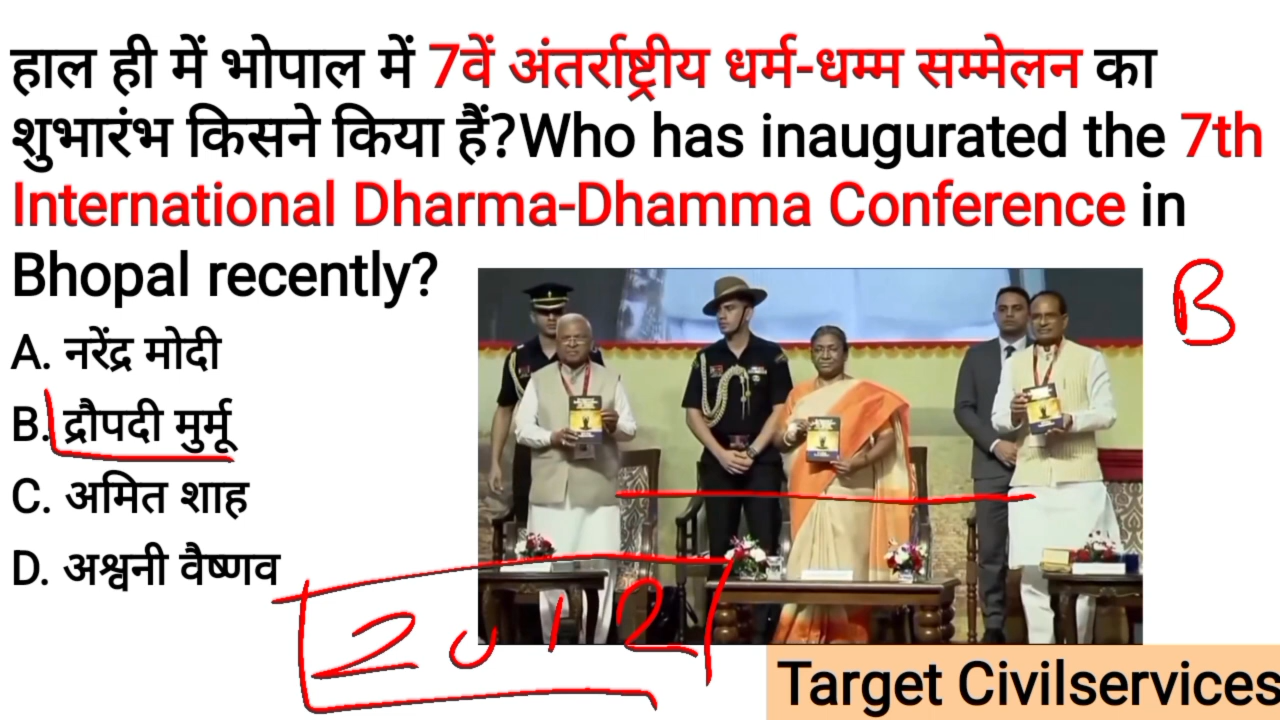 हाल ही में भोपाल में 7वें अंतर्राष्ट्रीय धर्म-धम्म सम्मेलन का
शुभारंभ किसने किया हैं?Who has inaugurated the 7th
International Dharma-Dhamma Conference in
Bhopal recently?
B
A. नरेंद्र मोदी
B. द्रौपदी मुर्मू
C. अमित शाह
D. अश्वनी वैष्णव
2012
Target Civilservices